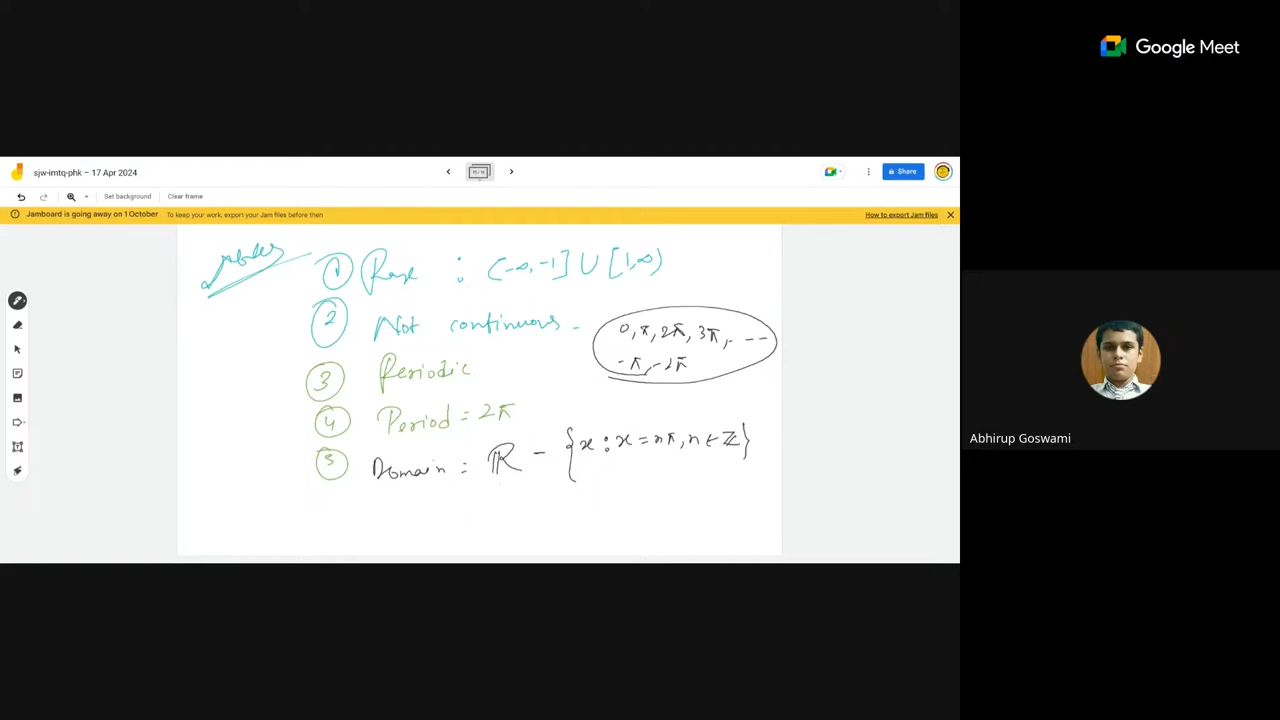 Google Meet
sjw-imtq-phk – 17 Apr 2024
Share
Set background
Clear frame
Jamboard is going away on 1 October
To keep your work, export your Jam files before then
How to export Jam files
Notes
① Range : (-∞, -1] ∪ [1, ∞)
② Not continuous -
0, π, 2π, 3π, - - -
-π, -2π
③ Periodic
④ Period = 2π
⑤ Domain : ℝ - {x : x = nπ, n ∈ ℤ}
Abhirup Goswami